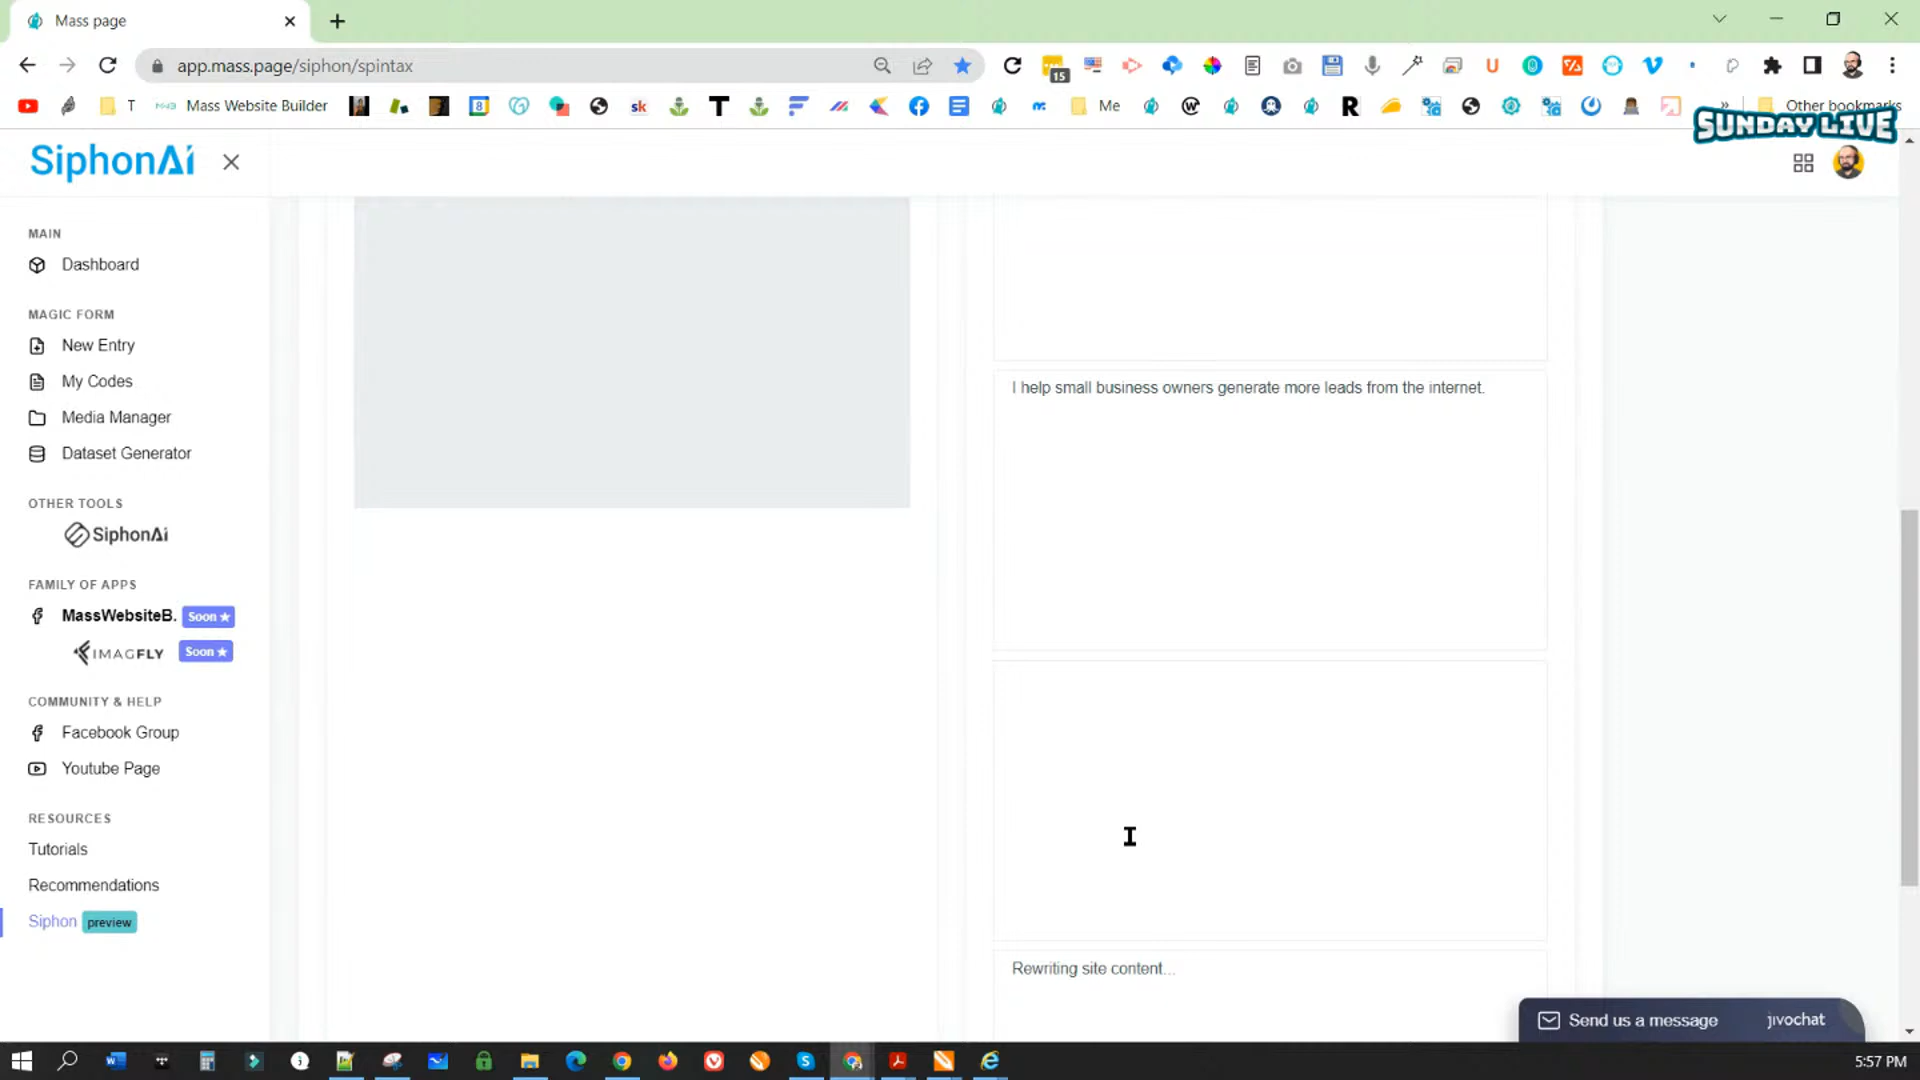 Mass page
app.mass.page/siphon/spintax
15
T
Mass Website Builder
8
sk
T
Me
R
Other bookmarks
SUNDAY LIVE
SiphonAi
MAIN
Dashboard
MAGIC FORM
New Entry
My Codes
Media Manager
Dataset Generator
OTHER TOOLS
SiphonAi
FAMILY OF APPS
MassWebsiteB. Soon
IMAGFLY Soon
COMMUNITY & HELP
Facebook Group
Youtube Page
RESOURCES
Tutorials
Recommendations
Siphon preview
I help small business owners generate more leads from the internet.
Rewriting site content...
Send us a message jivochat
5:57 PM